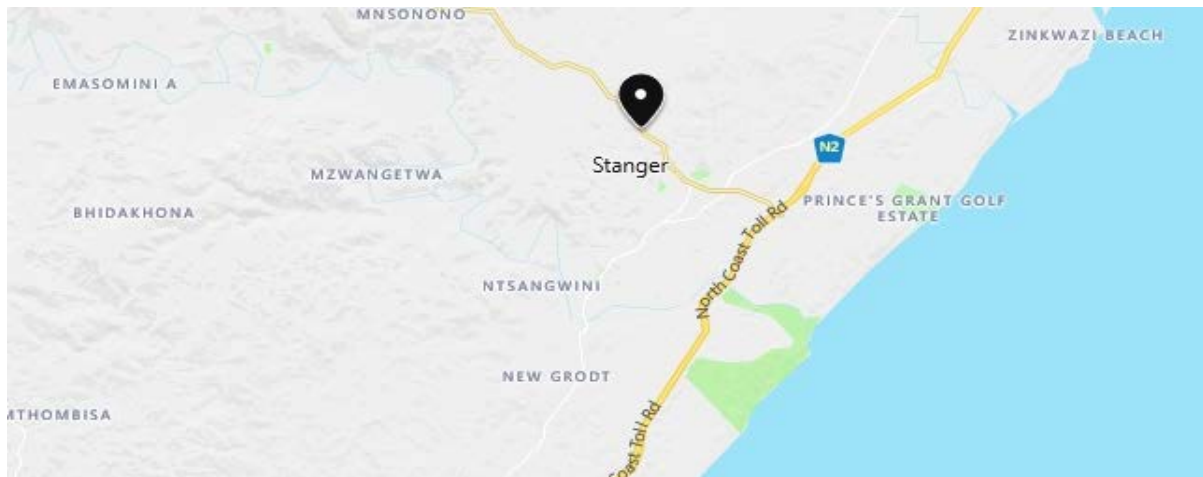 MNSONONO
ZINKWAZI BEACH
EMASOMINI A
N2
Stanger
MZWANGETWA
PRINCE'S GRANT GOLF
ESTATE
BHIDAKHONA
North Coast Toll Rd
NTSANGWINI
NEW GRODT
MTHOMBISA
Coast Toll Rd